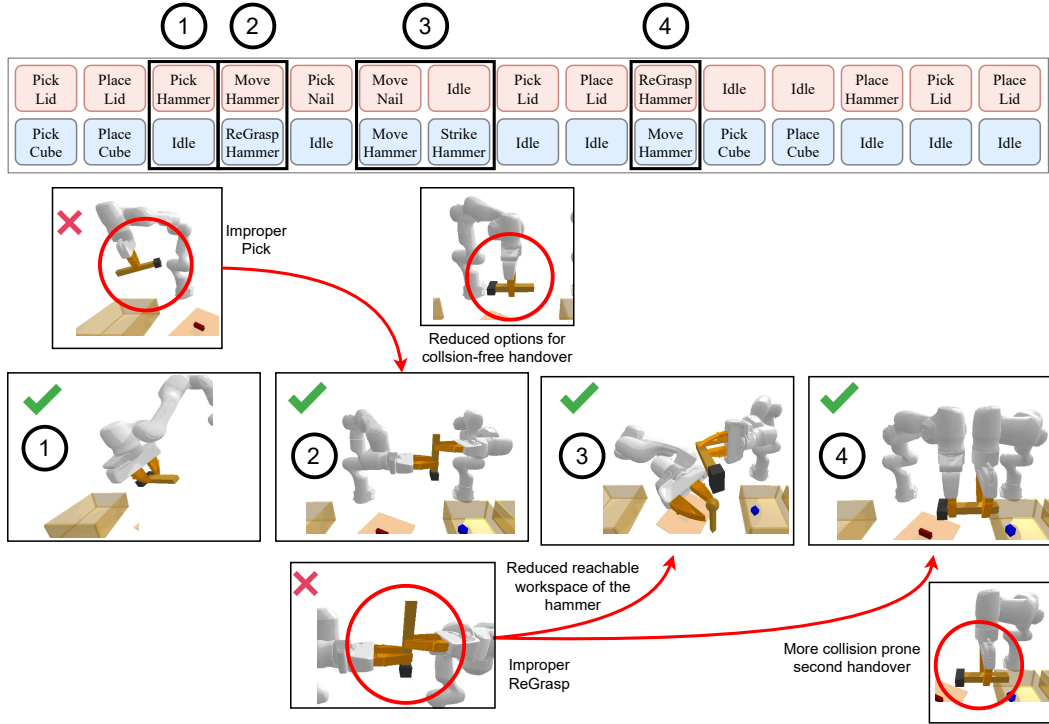 1
2
3
4
Pick Lid
Place Lid
Pick Hammer
Move Hammer
Pick Nail
Move Nail
Idle
Pick Lid
Place Lid
ReGrasp Hammer
Idle
Idle
Place Hammer
Pick Lid
Place Lid
Pick Cube
Place Cube
Idle
ReGrasp Hammer
Idle
Move Hammer
Strike Hammer
Idle
Idle
Move Hammer
Pick Cube
Place Cube
Idle
Idle
Idle
Improper
Pick
Reduced options for
collsion-free handover
1
2
3
4
Reduced reachable
workspace of the
hammer
Improper
ReGrasp
More collision prone
second handover